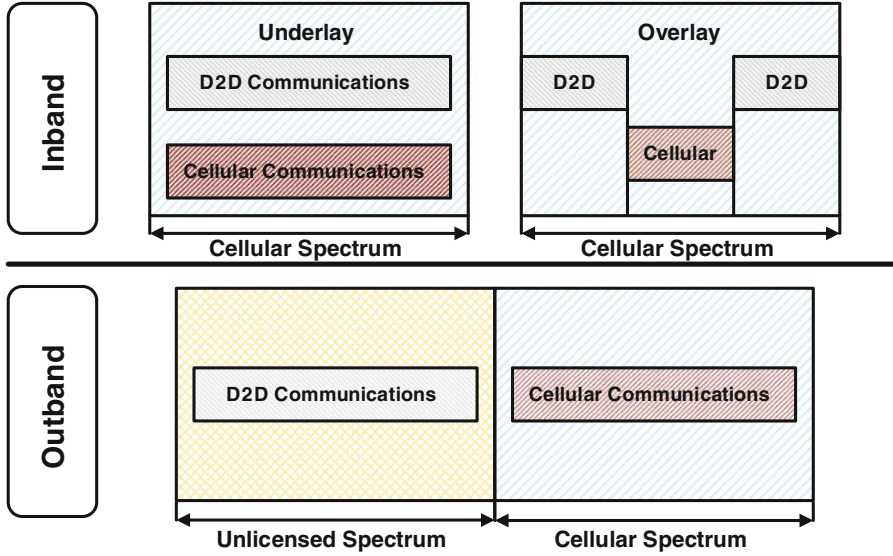 Inband
Underlay
D2D Communications
Cellular Communications
Cellular Spectrum
Overlay
D2D
D2D
Cellular
Cellular Spectrum
Outband
D2D Communications
Cellular Communications
Unlicensed Spectrum
Cellular Spectrum